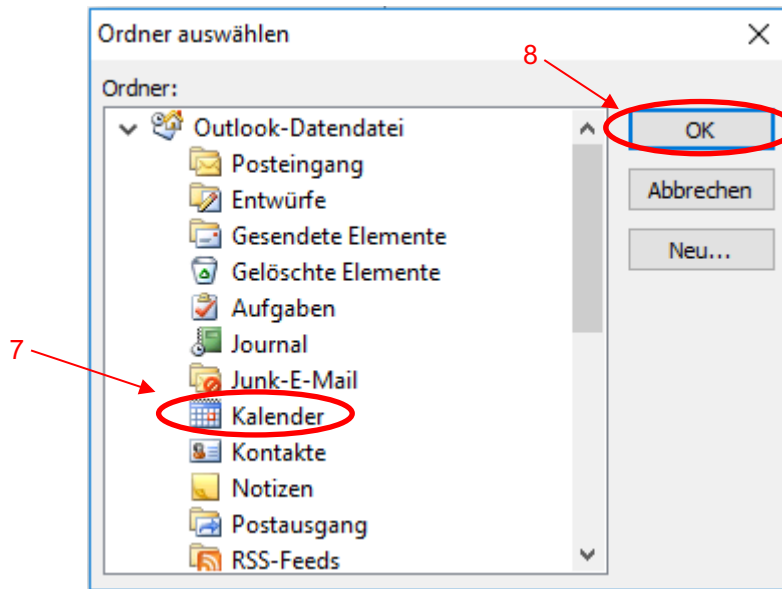 Ordner auswählen
8
Ordner:
Outlook-Datendatei
OK
Posteingang
Entwürfe
Abbrechen
Gesendete Elemente
Neu...
Gelöschte Elemente
Aufgaben
Journal
7
Junk-E-Mail
Kalender
Kontakte
Notizen
Postausgang
RSS-Feeds